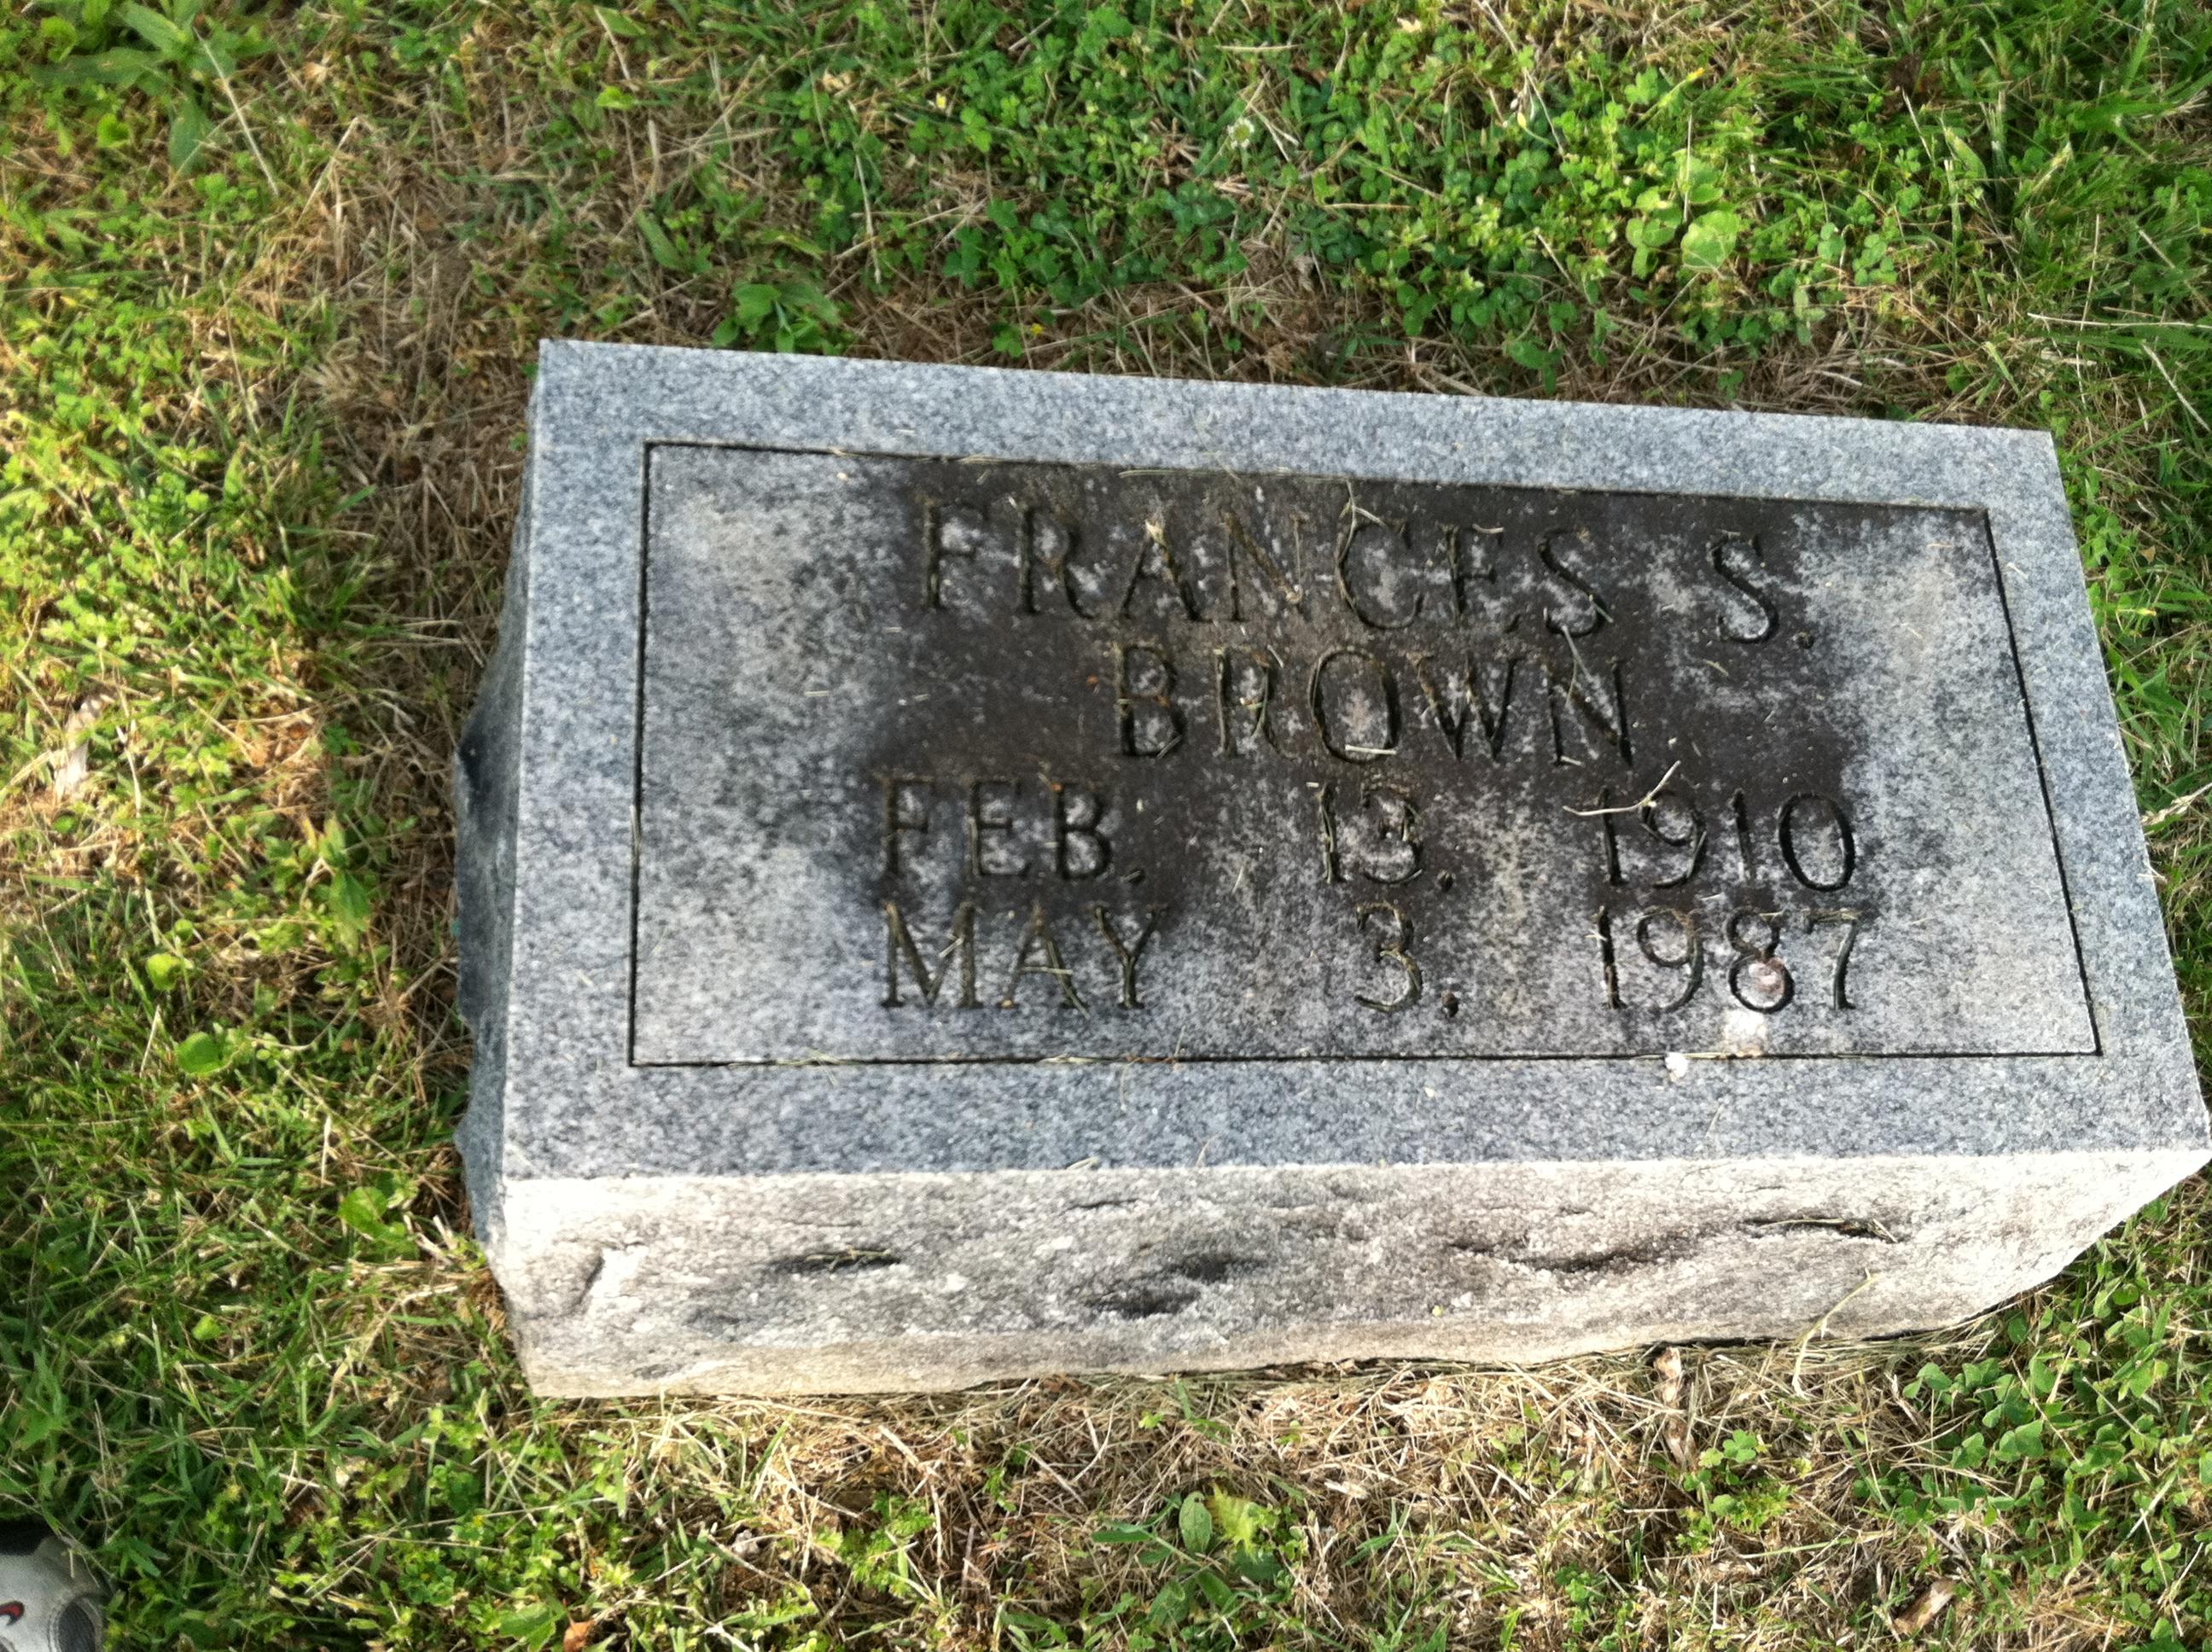 FRANCES S.
BROWN
FEB. 13. 1910
MAY 3. 1987